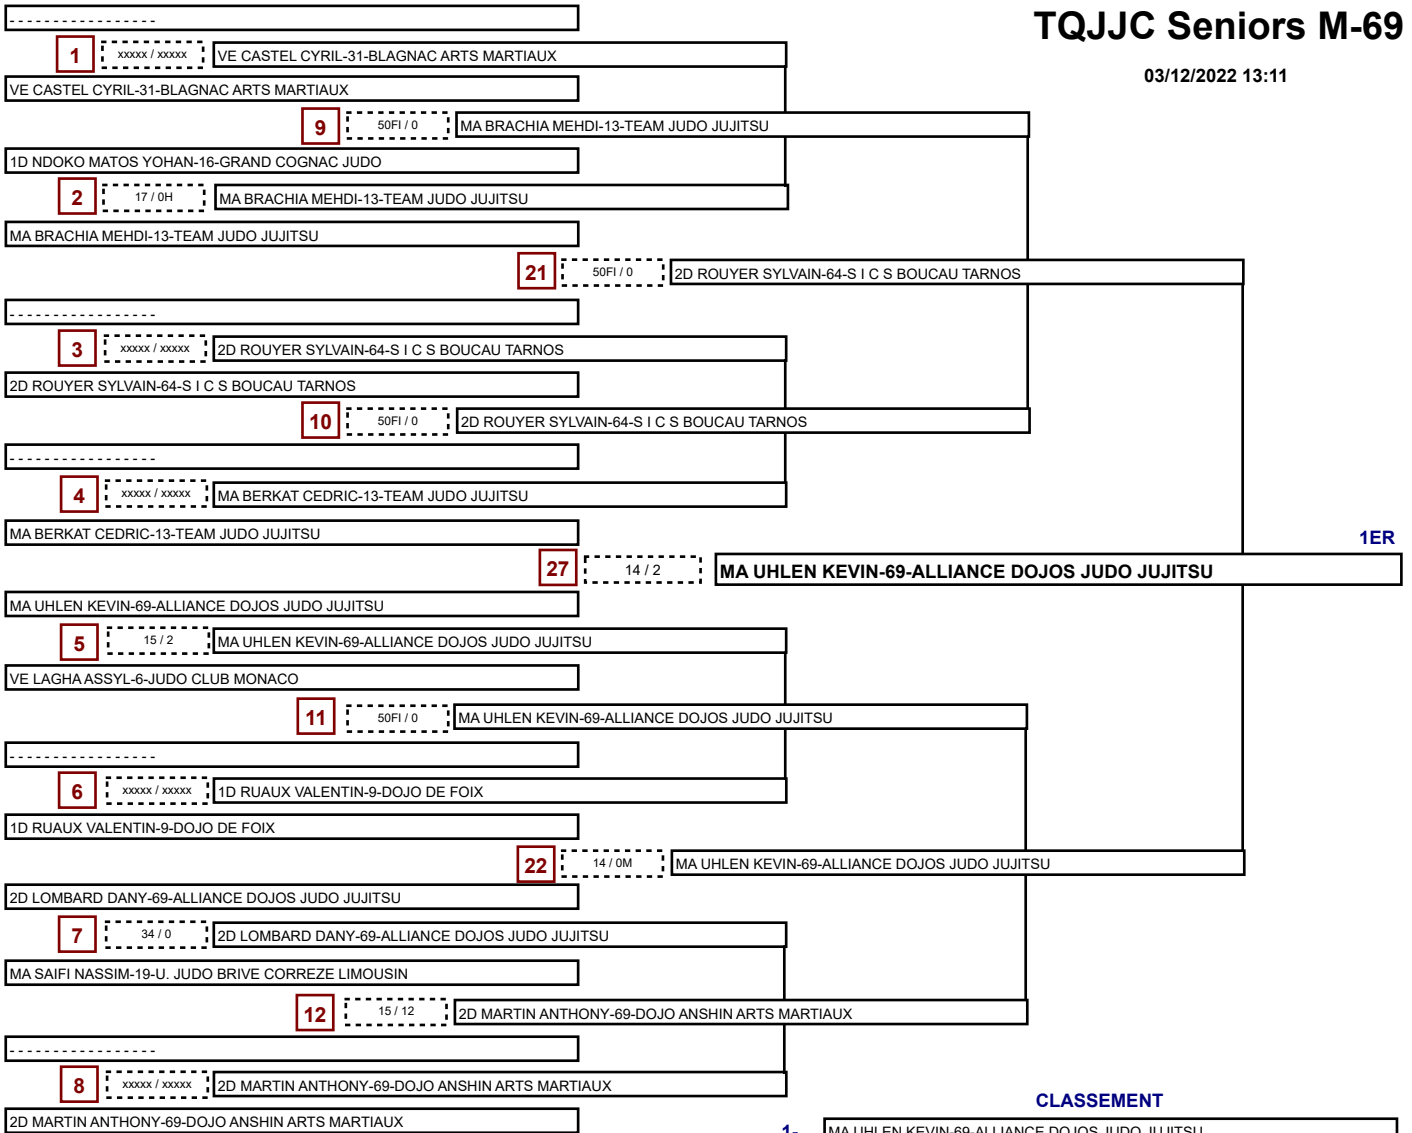 - - - - - - - - - - - - - - - - -
TQJJC Seniors M-69
1 xxxxx / xxxxx VE CASTEL CYRIL-31-BLAGNAC ARTS MARTIAUX
03/12/2022 13:11
VE CASTEL CYRIL-31-BLAGNAC ARTS MARTIAUX
9 50FI / 0 MA BRACHIA MEHDI-13-TEAM JUDO JUJITSU
1D NDOKO MATOS YOHAN-16-GRAND COGNAC JUDO
2 17 / 0H MA BRACHIA MEHDI-13-TEAM JUDO JUJITSU
MA BRACHIA MEHDI-13-TEAM JUDO JUJITSU
21 50FI / 0 2D ROUYER SYLVAIN-64-S I C S BOUCAU TARNOS
- - - - - - - - - - - - - - - - -
3 xxxxx / xxxxx 2D ROUYER SYLVAIN-64-S I C S BOUCAU TARNOS
2D ROUYER SYLVAIN-64-S I C S BOUCAU TARNOS
10 50FI / 0 2D ROUYER SYLVAIN-64-S I C S BOUCAU TARNOS
- - - - - - - - - - - - - - - - -
4 xxxxx / xxxxx MA BERKAT CEDRIC-13-TEAM JUDO JUJITSU
MA BERKAT CEDRIC-13-TEAM JUDO JUJITSU
1ER
27 14 / 2 MA UHLEN KEVIN-69-ALLIANCE DOJOS JUDO JUJITSU
MA UHLEN KEVIN-69-ALLIANCE DOJOS JUDO JUJITSU
5 15 / 2 MA UHLEN KEVIN-69-ALLIANCE DOJOS JUDO JUJITSU
VE LAGHA ASSYL-6-JUDO CLUB MONACO
11 50FI / 0 MA UHLEN KEVIN-69-ALLIANCE DOJOS JUDO JUJITSU
- - - - - - - - - - - - - - - - -
6 xxxxx / xxxxx 1D RUAUX VALENTIN-9-DOJO DE FOIX
1D RUAUX VALENTIN-9-DOJO DE FOIX
22 14 / 0M MA UHLEN KEVIN-69-ALLIANCE DOJOS JUDO JUJITSU
2D LOMBARD DANY-69-ALLIANCE DOJOS JUDO JUJITSU
7 34 / 0 2D LOMBARD DANY-69-ALLIANCE DOJOS JUDO JUJITSU
MA SAIFI NASSIM-19-U. JUDO BRIVE CORREZE LIMOUSIN
12 15 / 12 2D MARTIN ANTHONY-69-DOJO ANSHIN ARTS MARTIAUX
- - - - - - - - - - - - - - - - -
8 xxxxx / xxxxx 2D MARTIN ANTHONY-69-DOJO ANSHIN ARTS MARTIAUX
CLASSEMENT
2D MARTIN ANTHONY-69-DOJO ANSHIN ARTS MARTIAUX
1- MA UHLEN KEVIN-69-ALLIANCE DOJOS JUDO JUJITSU